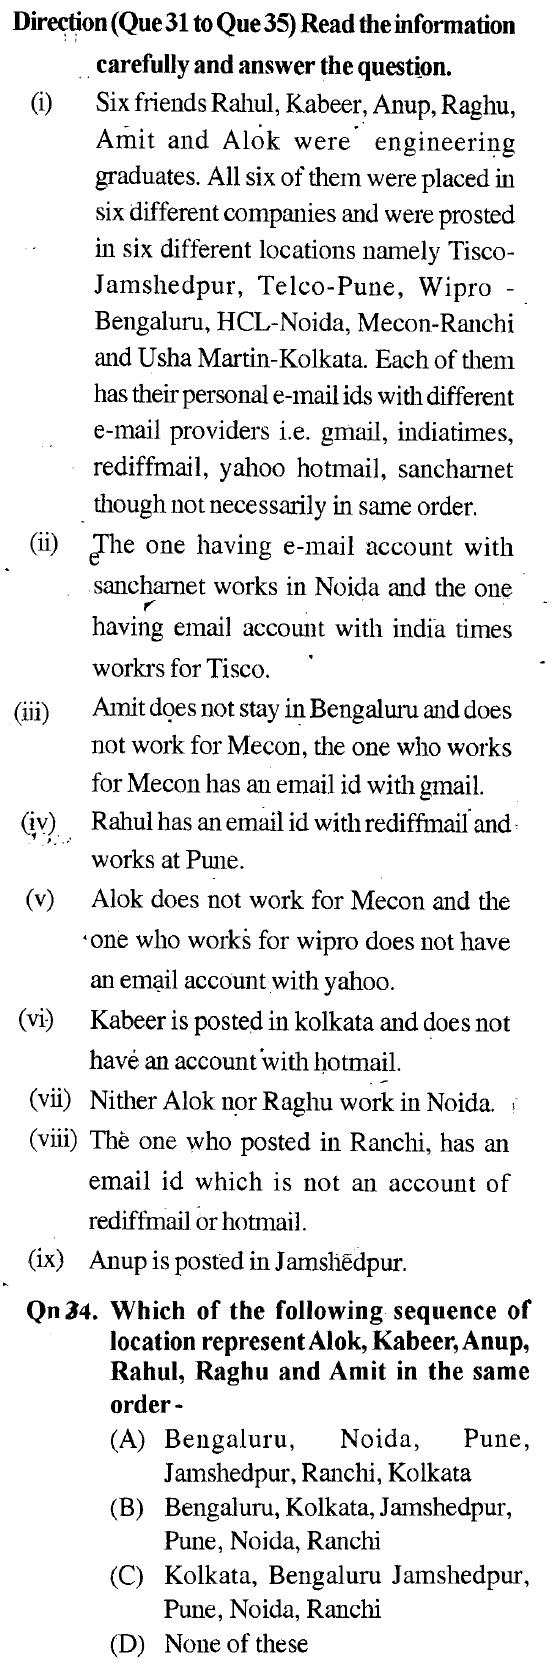 Direction (Que 31 to Que 35) Read the information
carefully and answer the question.
(i) Six friends Rahul, Kabeer, Anup, Raghu,
Amit and Alok were engineering
graduates. All six of them were placed in
six different companies and were prosted
in six different locations namely Tisco-
Jamshedpur, Telco-Pune, Wipro -
Bengaluru, HCL-Noida, Mecon-Ranchi
and Usha Martin-Kolkata. Each of them
has their personal e-mail ids with different
e-mail providers i.e. gmail, indiatimes,
rediffmail, yahoo hotmail, sancharnet
though not necessarily in same order.
(ii) The one having e-mail account with
sancharnet works in Noida and the one
having email account with india times
workrs for Tisco.
(iii) Amit does not stay in Bengaluru and does
not work for Mecon, the one who works
for Mecon has an email id with gmail.
(iv) Rahul has an email id with rediffmail and
works at Pune.
(v) Alok does not work for Mecon and the
one who works for wipro does not have
an email account with yahoo.
(vi) Kabeer is posted in kolkata and does not
have an account with hotmail.
(vii) Nither Alok nor Raghu work in Noida.
(viii) The one who posted in Ranchi, has an
email id which is not an account of
rediffmail or hotmail.
(ix) Anup is posted in Jamshedpur.
Qn 34. Which of the following sequence of
location represent Alok, Kabeer, Anup,
Rahul, Raghu and Amit in the same
order -
(A) Bengaluru, Noida, Pune,
Jamshedpur, Ranchi, Kolkata
(B) Bengaluru, Kolkata, Jamshedpur,
Pune, Noida, Ranchi
(C) Kolkata, Bengaluru Jamshedpur,
Pune, Noida, Ranchi
(D) None of these